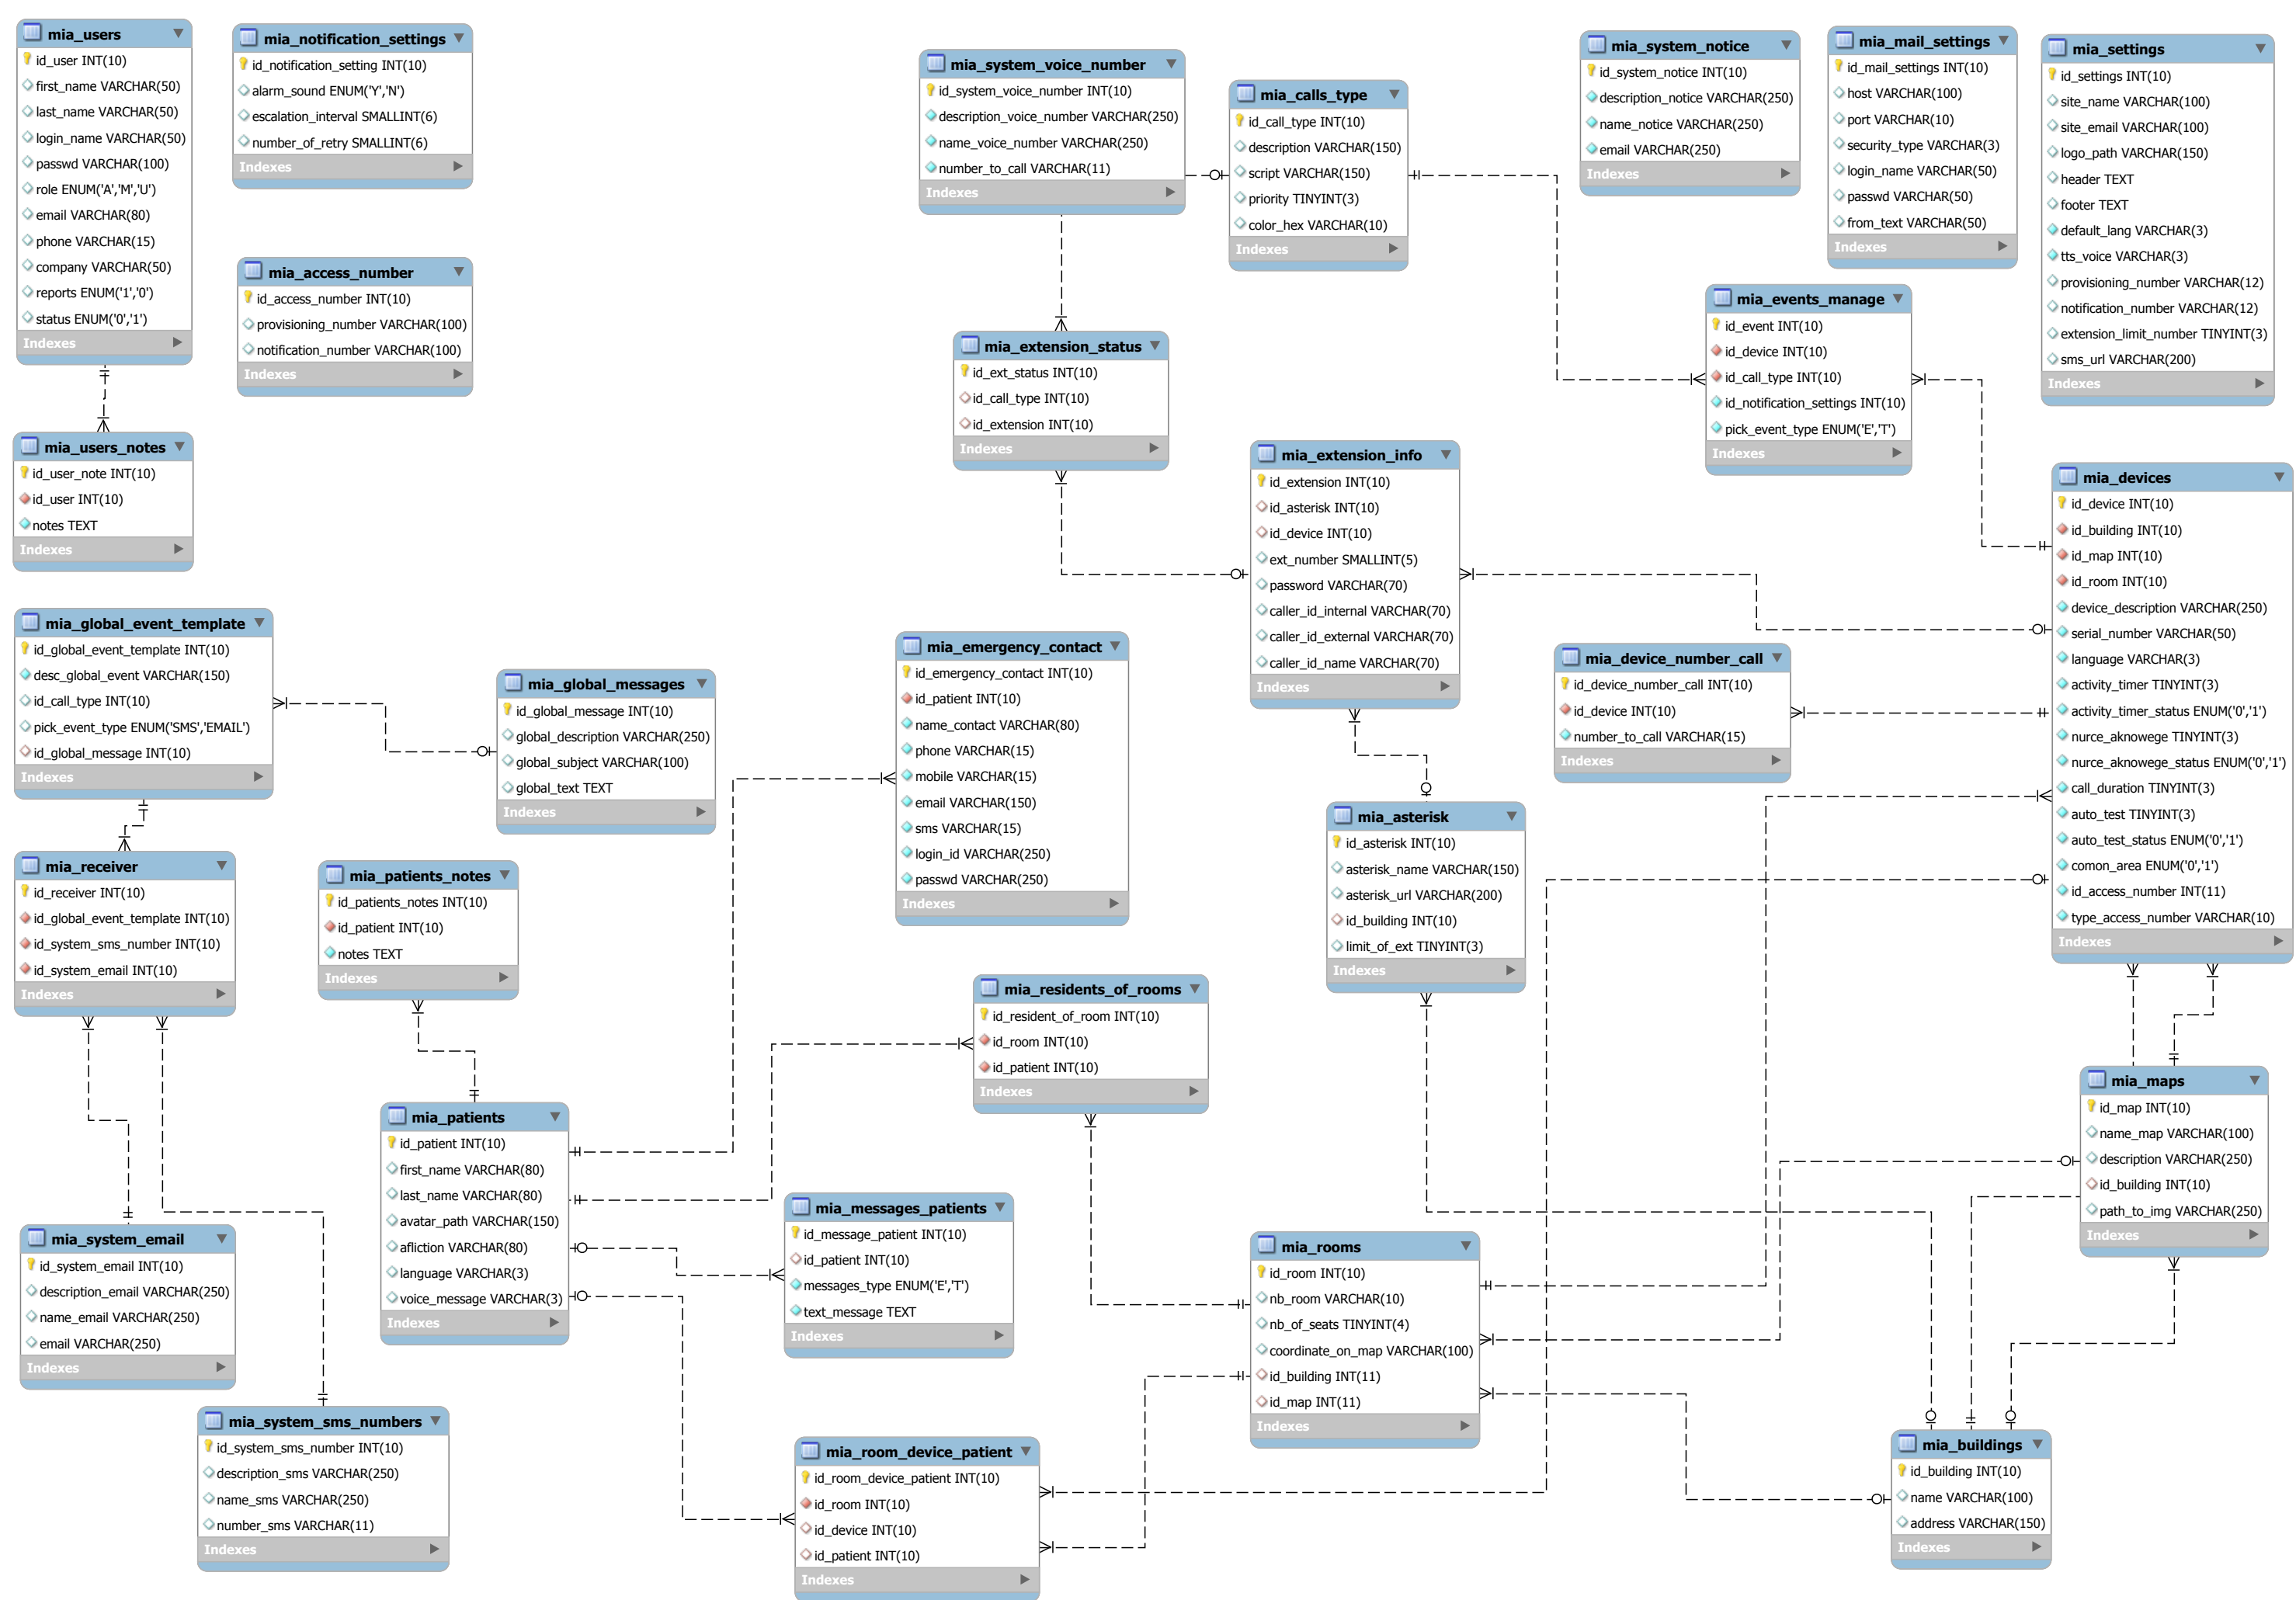 mia_users
id_user INT(10)
first_name VARCHAR(50)
last_name VARCHAR(50)
login_name VARCHAR(50)
passwd VARCHAR(100)
role ENUM('A','M','U')
email VARCHAR(80)
phone VARCHAR(15)
company VARCHAR(50)
reports ENUM('1','0')
status ENUM('0','1')
Indexes
mia_notification_settings
id_notification_setting INT(10)
alarm_sound ENUM('Y','N')
escalation_interval SMALLINT(6)
number_of_retry SMALLINT(6)
Indexes
mia_access_number
id_access_number INT(10)
provisioning_number VARCHAR(100)
notification_number VARCHAR(100)
Indexes
mia_system_voice_number
id_system_voice_number INT(10)
description_voice_number VARCHAR(250)
name_voice_number VARCHAR(250)
number_to_call VARCHAR(11)
Indexes
mia_calls_type
id_call_type INT(10)
description VARCHAR(150)
script VARCHAR(150)
priority TINYINT(3)
color_hex VARCHAR(10)
Indexes
mia_system_notice
id_system_notice INT(10)
description_notice VARCHAR(250)
name_notice VARCHAR(250)
email VARCHAR(250)
Indexes
mia_mail_settings
id_mail_settings INT(10)
host VARCHAR(100)
port VARCHAR(10)
security_type VARCHAR(3)
login_name VARCHAR(50)
passwd VARCHAR(50)
from_text VARCHAR(50)
Indexes
mia_settings
id_settings INT(10)
site_name VARCHAR(100)
site_email VARCHAR(100)
logo_path VARCHAR(150)
header TEXT
footer TEXT
default_lang VARCHAR(3)
tts_voice VARCHAR(3)
provisioning_number VARCHAR(12)
notification_number VARCHAR(12)
extension_limit_number TINYINT(3)
sms_url VARCHAR(200)
Indexes
mia_events_manage
id_event INT(10)
id_device INT(10)
id_call_type INT(10)
id_notification_settings INT(10)
pick_event_type ENUM('E','T')
Indexes
mia_extension_status
id_ext_status INT(10)
id_call_type INT(10)
id_extension INT(10)
Indexes
mia_users_notes
id_user_note INT(10)
id_user INT(10)
notes TEXT
Indexes
mia_extension_info
id_extension INT(10)
id_asterisk INT(10)
id_device INT(10)
ext_number SMALLINT(5)
password VARCHAR(70)
caller_id_internal VARCHAR(70)
caller_id_external VARCHAR(70)
caller_id_name VARCHAR(70)
Indexes
mia_devices
id_device INT(10)
id_building INT(10)
id_map INT(10)
id_room INT(10)
device_description VARCHAR(250)
serial_number VARCHAR(50)
language VARCHAR(3)
activity_timer TINYINT(3)
activity_timer_status ENUM('0','1')
nurce_aknowege TINYINT(3)
nurce_aknowege_status ENUM('0','1')
call_duration TINYINT(3)
auto_test TINYINT(3)
auto_test_status ENUM('0','1')
comon_area ENUM('0','1')
id_access_number INT(11)
type_access_number VARCHAR(10)
Indexes
mia_global_event_template
id_global_event_template INT(10)
desc_global_event VARCHAR(150)
id_call_type INT(10)
pick_event_type ENUM('SMS','EMAIL')
id_global_message INT(10)
Indexes
mia_global_messages
id_global_message INT(10)
global_description VARCHAR(250)
global_subject VARCHAR(100)
global_text TEXT
Indexes
mia_emergency_contact
id_emergency_contact INT(10)
id_patient INT(10)
name_contact VARCHAR(80)
phone VARCHAR(15)
mobile VARCHAR(15)
email VARCHAR(150)
sms VARCHAR(15)
login_id VARCHAR(250)
passwd VARCHAR(250)
Indexes
mia_device_number_call
id_device_number_call INT(10)
id_device INT(10)
number_to_call VARCHAR(15)
Indexes
mia_asterisk
id_asterisk INT(10)
asterisk_name VARCHAR(150)
asterisk_url VARCHAR(200)
id_building INT(10)
limit_of_ext TINYINT(3)
Indexes
mia_receiver
id_receiver INT(10)
id_global_event_template INT(10)
id_system_sms_number INT(10)
id_system_email INT(10)
Indexes
mia_patients_notes
id_patients_notes INT(10)
id_patient INT(10)
notes TEXT
Indexes
mia_residents_of_rooms
id_resident_of_room INT(10)
id_room INT(10)
id_patient INT(10)
Indexes
mia_maps
id_map INT(10)
name_map VARCHAR(100)
description VARCHAR(250)
id_building INT(10)
path_to_img VARCHAR(250)
Indexes
mia_patients
id_patient INT(10)
first_name VARCHAR(80)
last_name VARCHAR(80)
avatar_path VARCHAR(150)
afliction VARCHAR(80)
language VARCHAR(3)
voice_message VARCHAR(3)
Indexes
mia_messages_patients
id_message_patient INT(10)
id_patient INT(10)
messages_type ENUM('E','T')
text_message TEXT
Indexes
mia_system_email
id_system_email INT(10)
description_email VARCHAR(250)
name_email VARCHAR(250)
email VARCHAR(250)
Indexes
mia_rooms
id_room INT(10)
nb_room VARCHAR(10)
nb_of_seats TINYINT(4)
coordinate_on_map VARCHAR(100)
id_building INT(11)
id_map INT(11)
Indexes
mia_system_sms_numbers
id_system_sms_number INT(10)
description_sms VARCHAR(250)
name_sms VARCHAR(250)
number_sms VARCHAR(11)
Indexes
mia_room_device_patient
id_room_device_patient INT(10)
id_room INT(10)
id_device INT(10)
id_patient INT(10)
Indexes
mia_buildings
id_building INT(10)
name VARCHAR(100)
address VARCHAR(150)
Indexes